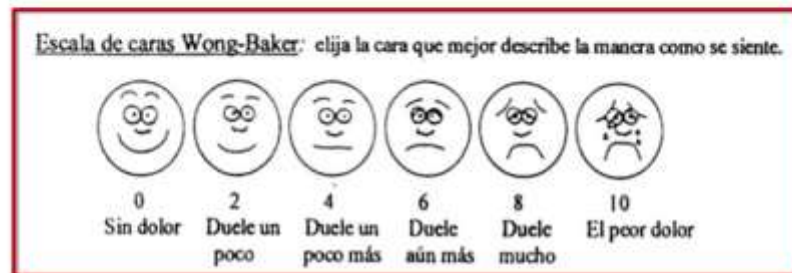 Escala de caras Wong-Baker: elija la cara que mejor describe la manera como se siente.
0 2 4 6 8 10
Sin dolor Duele un Duele un Duele Duele El peor dolor
poco poco más aún más mucho